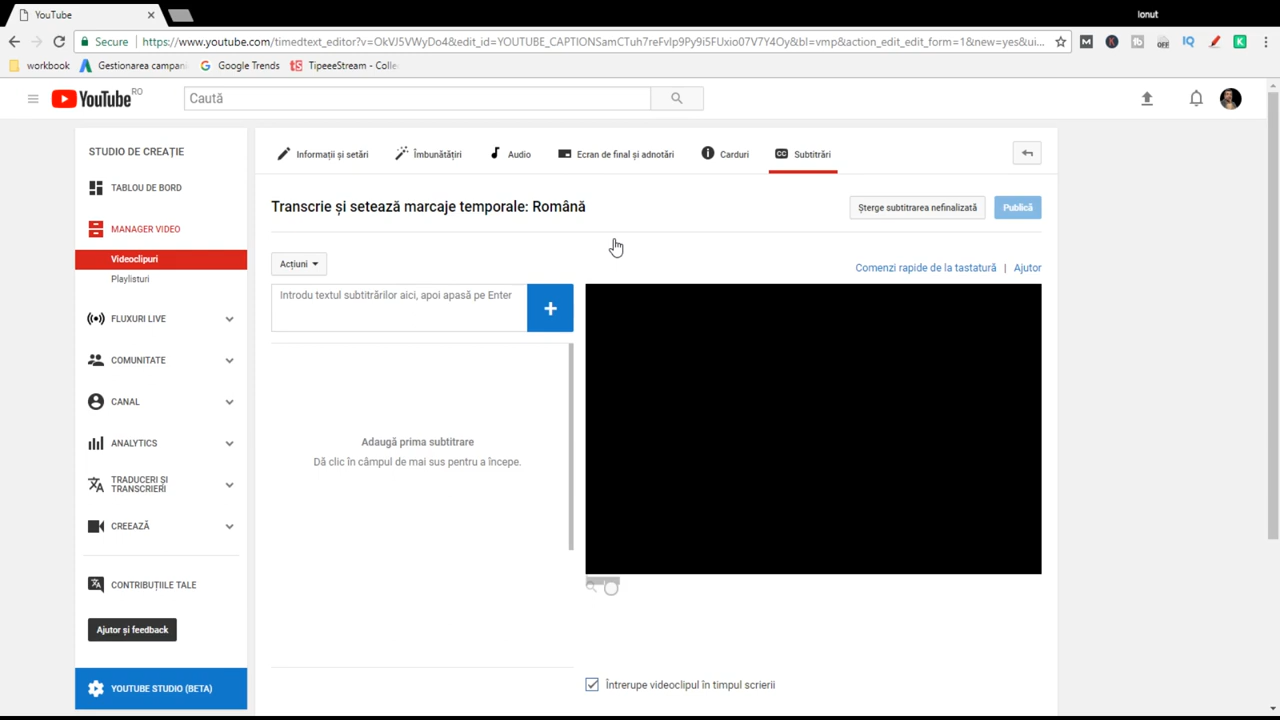 YouTube
Ionut
Secure
https://www.youtube.com/timedtext_editor?v=OkVJ5VWyDo4&edit_id=YOUTUBE_CAPTIONSamCTuh7reFvIp9Py9i5FUxio07V7Y4Oy&bl=vmp&action_edit_edit_form=1&new=yes&ui...
workbook
Gestionarea campan
Google Trends
TipeeeStream - Colle
YouTube RO
Caută
STUDIO DE CREAȚIE
TABLOU DE BORD
MANAGER VIDEO
Videoclipuri
Playlisturi
FLUXURI LIVE
COMUNITATE
CANAL
ANALYTICS
TRADUCERI ȘI
TRANSCRIERI
CREEAZĂ
CONTRIBUȚIILE TALE
Ajutor și feedback
YOUTUBE STUDIO (BETA)
Informații și setări
Îmbunătățiri
Audio
Ecran de final și adnotări
Carduri
CC Subtitrări
Transcrie și setează marcaje temporale: Română
Șterge subtitrarea nefinalizată
Publică
Acțiuni
Comenzi rapide de la tastatură | Ajutor
Introdu textul subtitrărilor aici, apoi apasă pe Enter
+
Adaugă prima subtitrare
Dă clic în câmpul de mai sus pentru a începe.
Întrerupe videoclipul în timpul scrierii